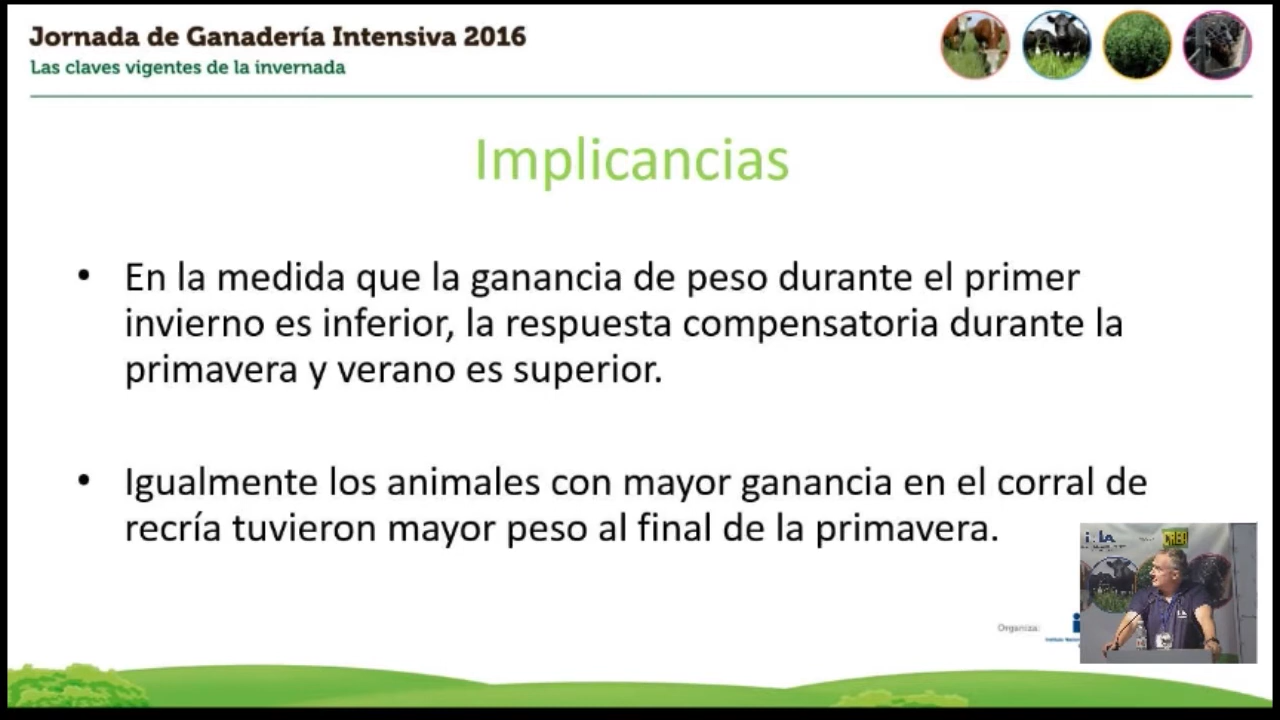 Jornada de Ganadería Intensiva 2016
Las claves vigentes de la invernada
Implicancias
• En la medida que la ganancia de peso durante el primer
invierno es inferior, la respuesta compensatoria durante la
primavera y verano es superior.
• Igualmente los animales con mayor ganancia en el corral de
recría tuvieron mayor peso al final de la primavera.
CREA
Organiza: